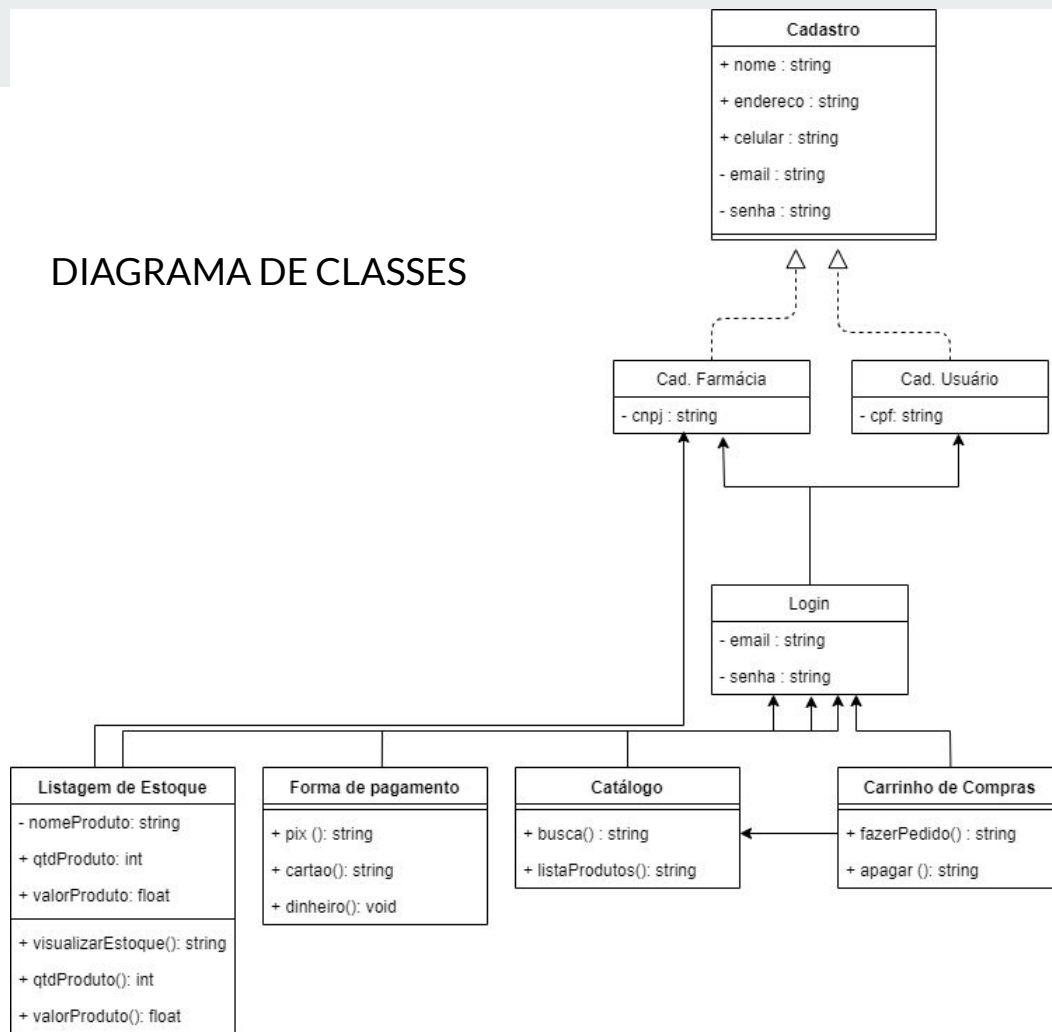 Cadastro
+ nome : string
+ endereco : string
+ celular : string
- email : string
- senha : string
DIAGRAMA DE CLASSES
Cad. Farmácia
- cnpj : string
Cad. Usuário
- cpf: string
Login
- email : string
- senha : string
Listagem de Estoque
- nomeProduto: string
+ qtdProduto: int
+ valorProduto: float
+ visualizarEstoque(): string
+ qtdProduto(): int
+ valorProduto(): float
Forma de pagamento
+ pix (): string
+ cartao(): string
+ dinheiro(): void
Catálogo
+ busca() : string
+ listaProdutos(): string
Carrinho de Compras
+ fazerPedido() : string
+ apagar (): string